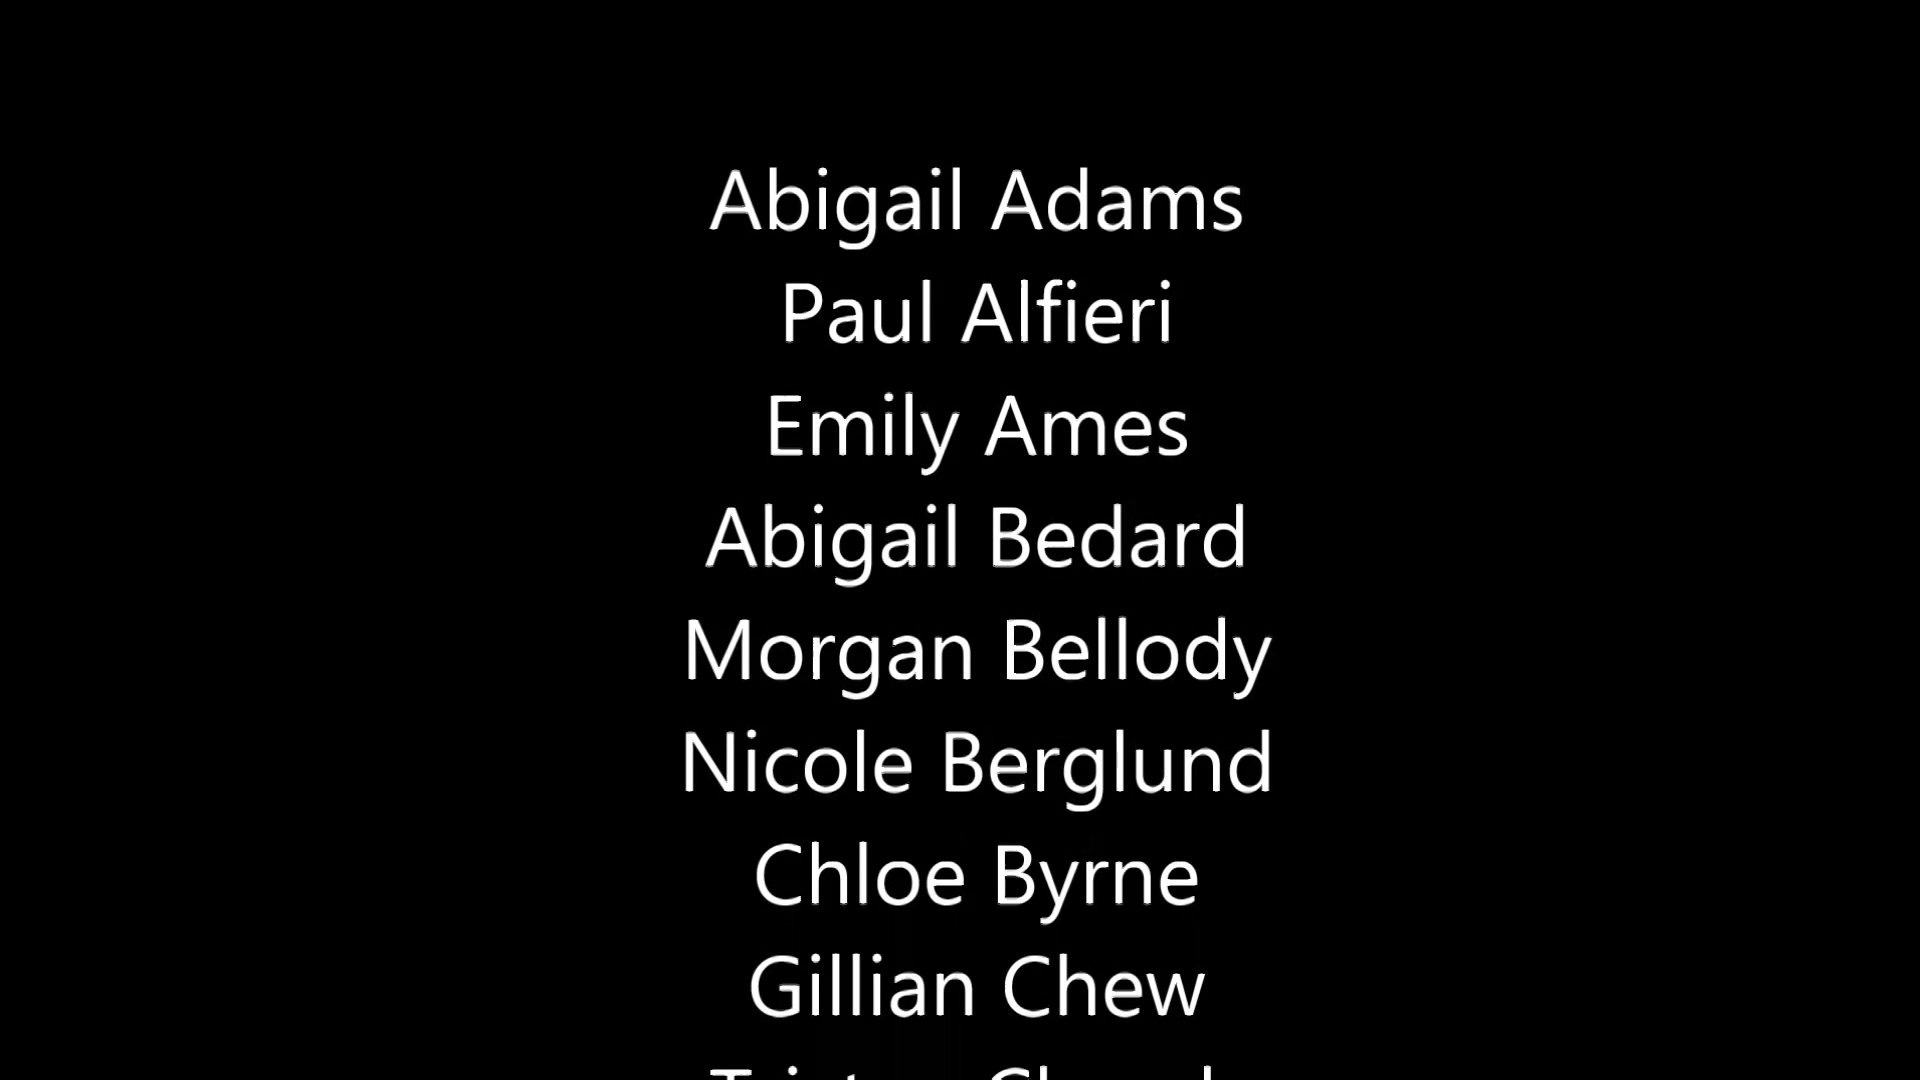 Abigail Adams
Paul Alfieri
Emily Ames
Abigail Bedard
Morgan Bellody
Nicole Berglund
Chloe Byrne
Gillian Chew